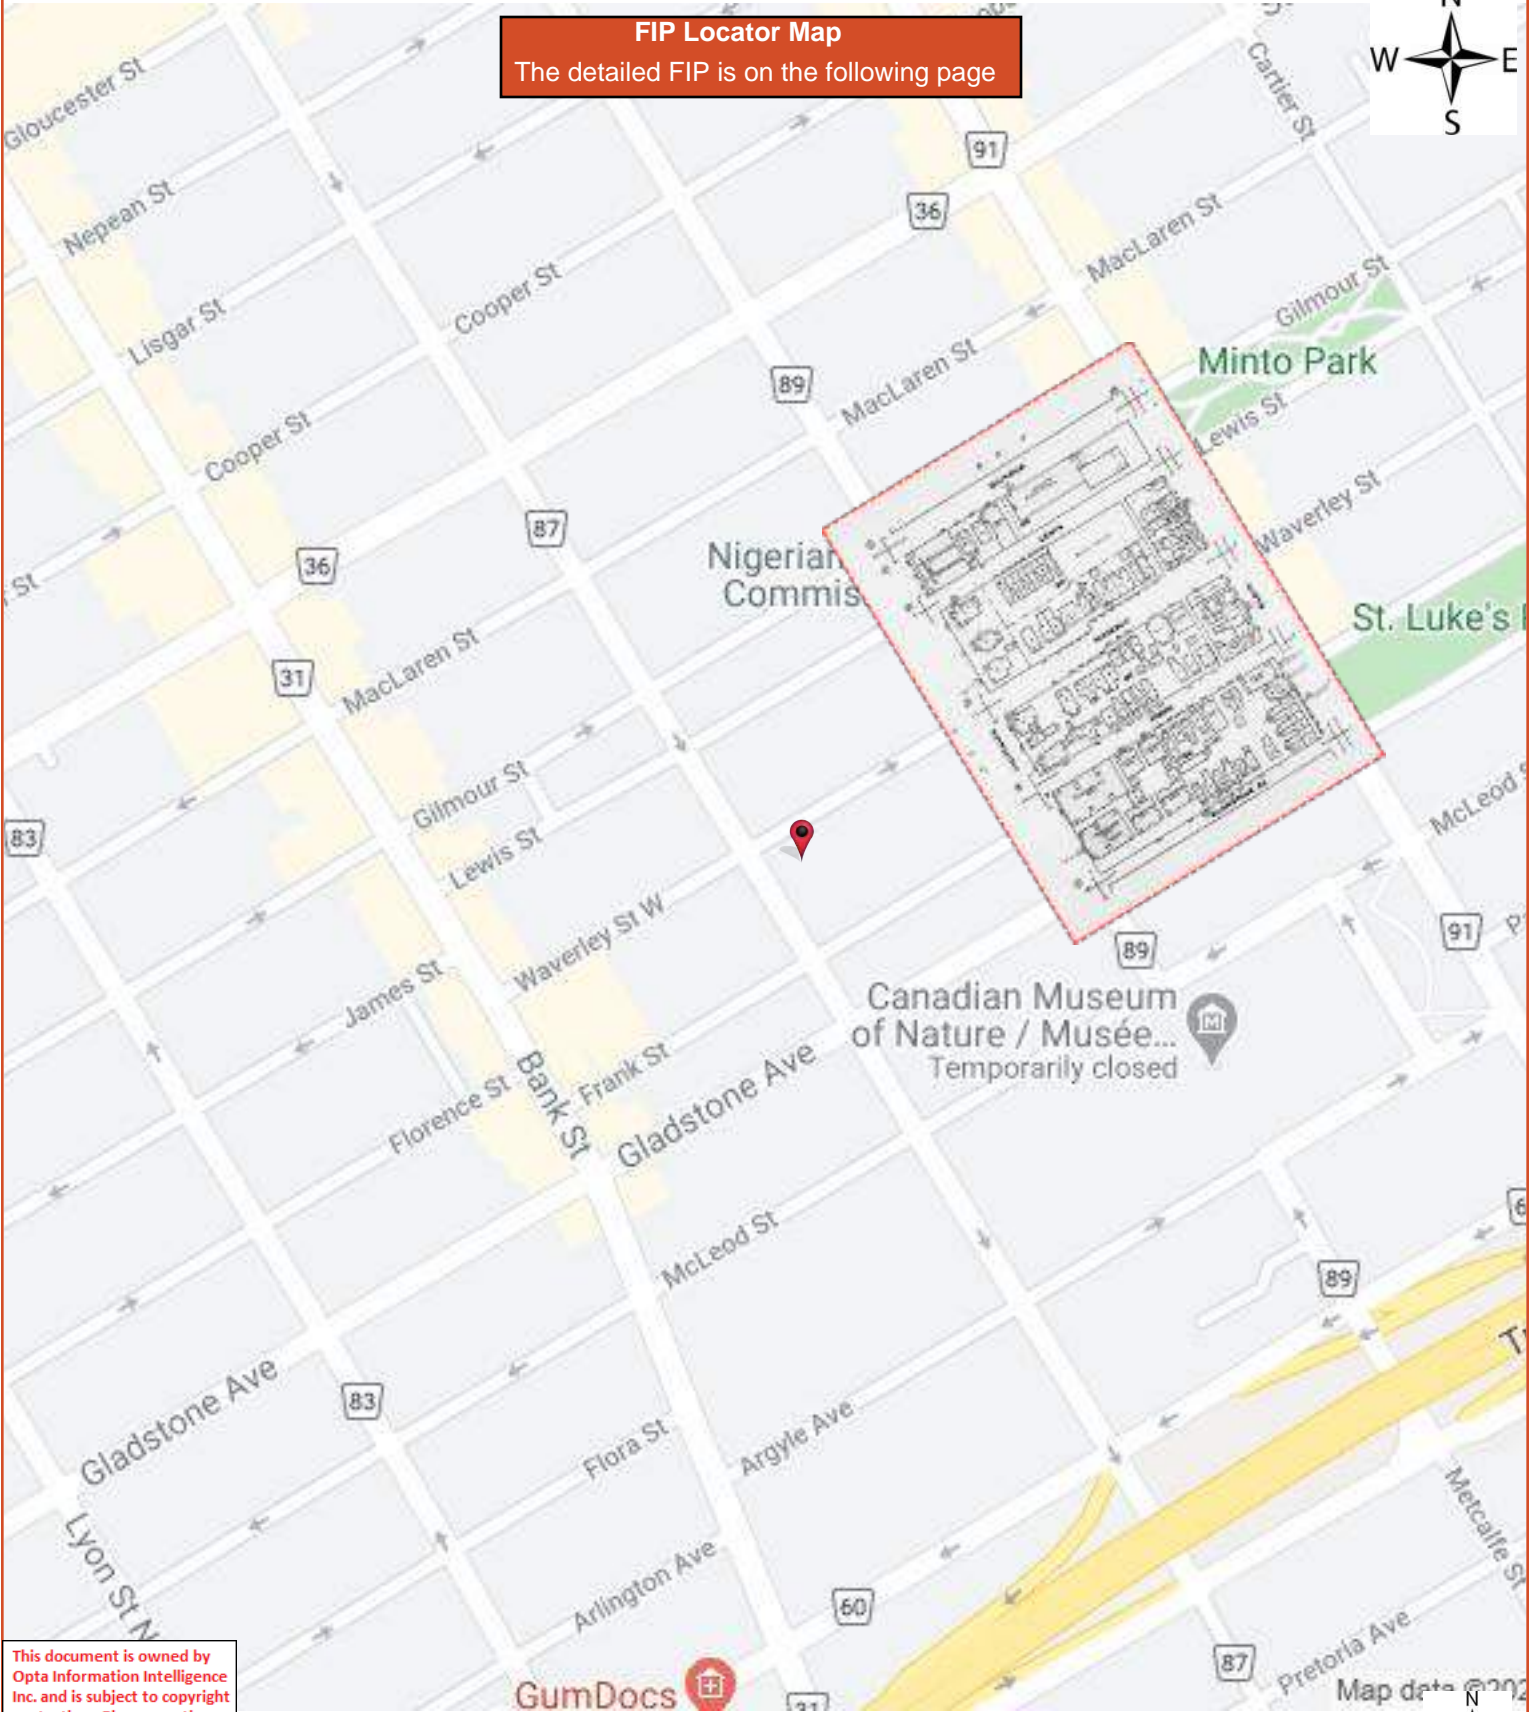 N
W E
S
FIP Locator Map
The detailed FIP is on the following page
Gloucester St
Cartier St
91
Nepean St
36
MacLaren St
Cooper St
Gilmour St
Lisgar St
Minto Park
89
MacLaren St
Lewis St
Cooper St
Waverley St
87
Nigerian
Commis
36
St
St. Luke's
31
MacLaren St
McLeod
Gilmour St
83
Lewis St
Waverley St W
91
89
James St
Canadian Museum
of Nature / Musée...
Temporarily closed
Bank St
Frank St
Gladstone Ave
Florence St
McLeod St
89
Gladstone Ave
83
Flora St
Argyle Ave
Metcalfe St
Lyon St N
Arlington Ave
60
87
Pretoria Ave
This document is owned by
Opta Information Intelligence
Inc. and is subject to copyright
GumDocs
31
Map data ©202
N